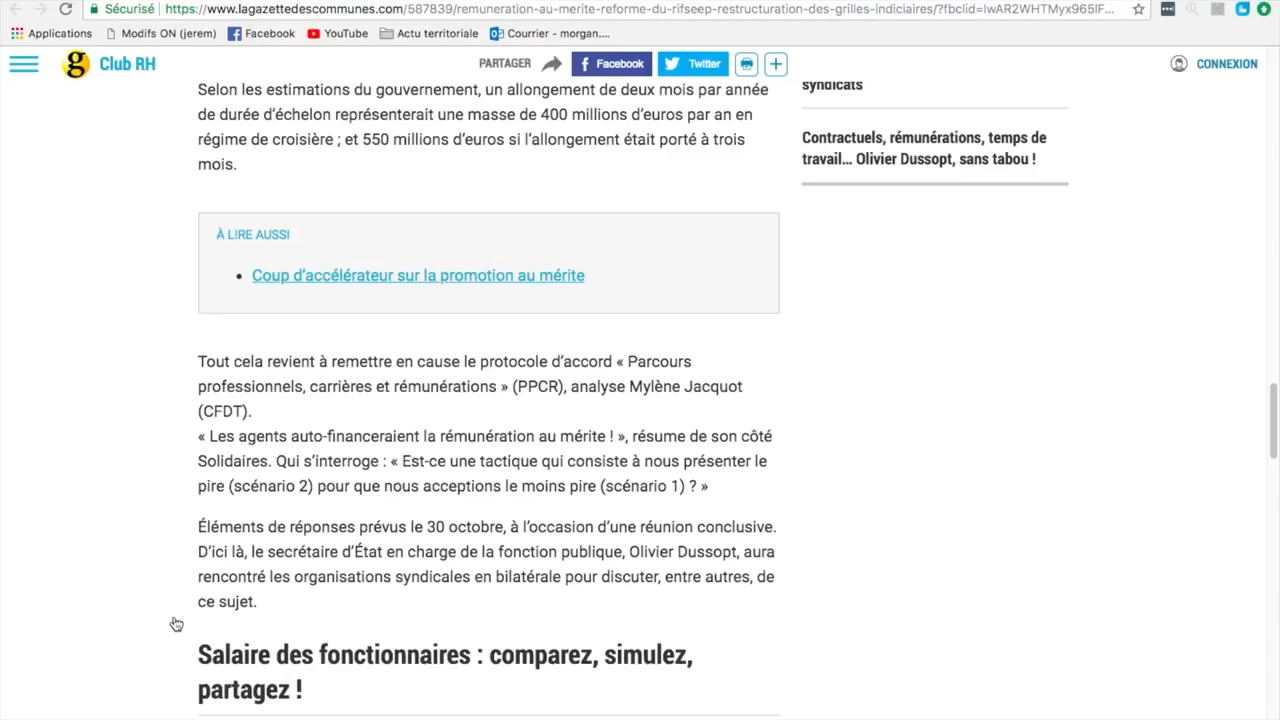 Sécurisé https://www.lagazettedescommunes.com/587839/remuneration-au-merite-reforme-du-rifseep-restructuration-des-grilles-indiciaires/?fbclid=IwAR2WHTMyx965IF...
Applications Modifs ON (jerem) Facebook YouTube Actu territoriale Courrier - morgan....
g Club RH PARTAGER Facebook Twitter CONNEXION
Selon les estimations du gouvernement, un allongement de deux mois par année
de durée d’échelon représenterait une masse de 400 millions d’euros par an en
régime de croisière ; et 550 millions d’euros si l’allongement était porté à trois
mois.
À LIRE AUSSI
• Coup d’accélérateur sur la promotion au mérite
Tout cela revient à remettre en cause le protocole d’accord « Parcours
professionnels, carrières et rémunérations » (PPCR), analyse Mylène Jacquot
(CFDT).
« Les agents auto-financeraient la rémunération au mérite ! », résume de son côté
Solidaires. Qui s’interroge : « Est-ce une tactique qui consiste à nous présenter le
pire (scénario 2) pour que nous acceptions le moins pire (scénario 1) ? »
Éléments de réponses prévus le 30 octobre, à l’occasion d’une réunion conclusive.
D’ici là, le secrétaire d’État en charge de la fonction publique, Olivier Dussopt, aura
rencontré les organisations syndicales en bilatérale pour discuter, entre autres, de
ce sujet.
Salaire des fonctionnaires : comparez, simulez,
partagez !
syndicats
Contractuels, rémunérations, temps de
travail... Olivier Dussopt, sans tabou !